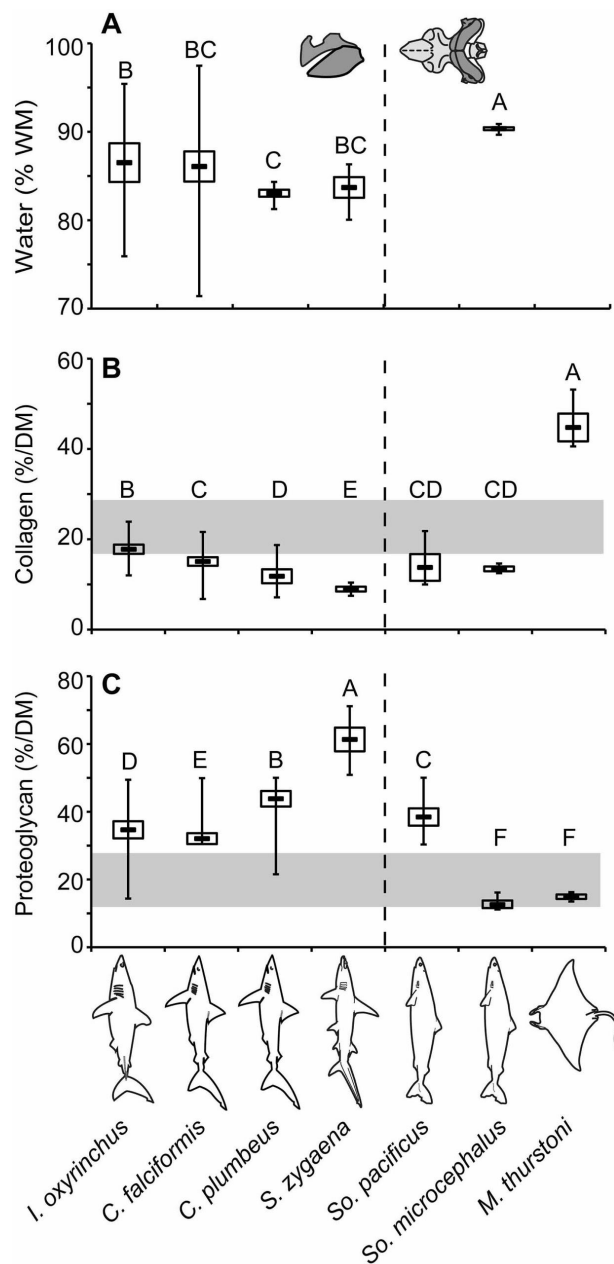 A
100
90
80
70
Water (% WM)
B
BC
C
BC
A
B
60
40
20
0
Collagen (%/DM)
B
C
D
E
CD
CD
A
C
80
60
40
20
0
Proteoglycan (%/DM)
D
E
B
A
C
F
F
I. oxyrinchus
C. falciformis
C. plumbeus
S. zygaena
So. pacificus
So. microcephalus
M. thurstoni